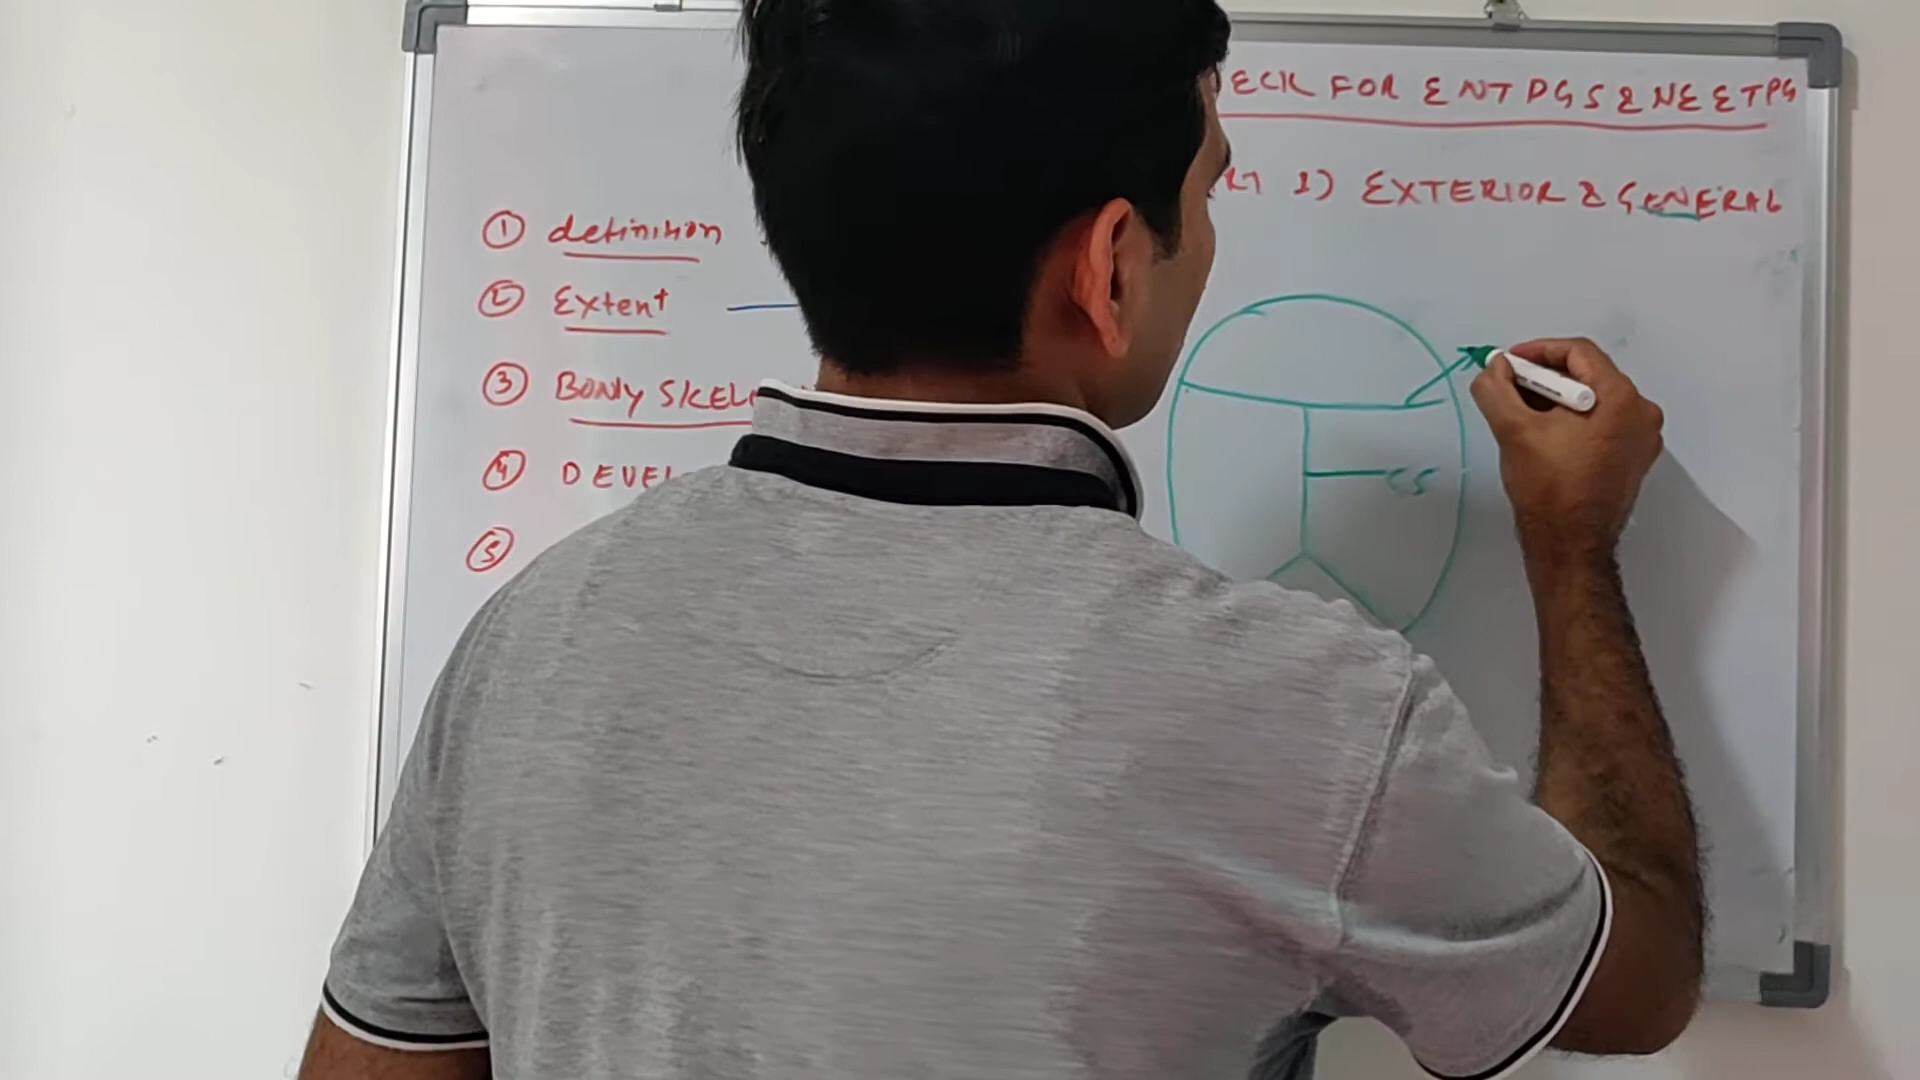 ECK FOR ENT PGS & NEETPG
1) EXTERIOR & GENERAL
① definition
② Extent
③ BONY SKEL
④ DEVEL
⑤
CS